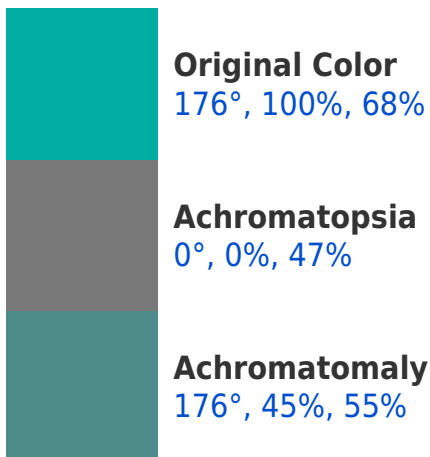 Original Color
176°, 100%, 68%
Achromatopsia
0°, 0%, 47%
Achromatomaly
176°, 45%, 55%